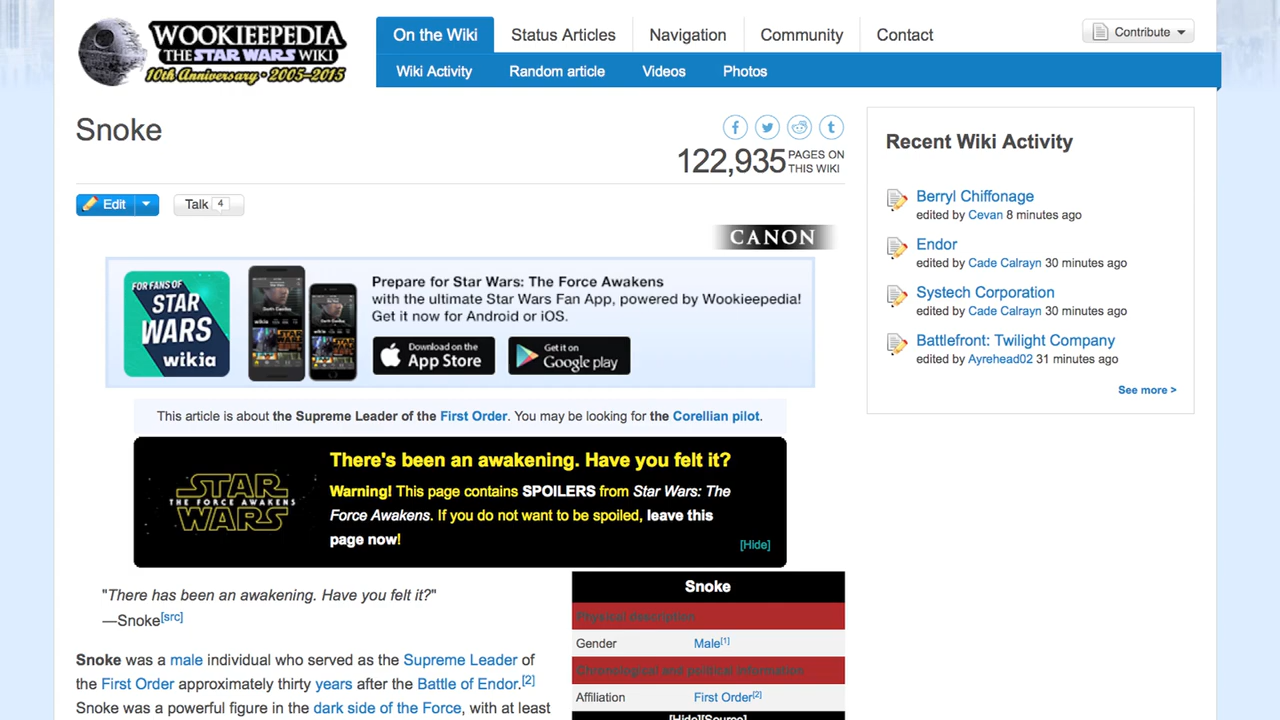 WOOKIEEPEDIA
THE STAR WARS WIKI
10th Anniversary • 2005-2015
On the Wiki
Status Articles
Navigation
Community
Contact
Contribute
Wiki Activity
Random article
Videos
Photos
Snoke
122,935 PAGES ON THIS WIKI
Edit
Talk 4
CANON
FOR FANS OF
STAR
WARS
wikia
Prepare for Star Wars: The Force Awakens
with the ultimate Star Wars Fan App, powered by Wookieepedia!
Get it now for Android or iOS.
Download on the
App Store
Get it on
Google play
This article is about the Supreme Leader of the First Order. You may be looking for the Corellian pilot.
STAR
THE FORCE AWAKENS
WARS
There's been an awakening. Have you felt it?
Warning! This page contains SPOILERS from Star Wars: The
Force Awakens. If you do not want to be spoiled, leave this
page now!
[Hide]
"There has been an awakening. Have you felt it?"
—Snoke[src]
Snoke was a male individual who served as the Supreme Leader of
the First Order approximately thirty years after the Battle of Endor.[2]
Snoke was a powerful figure in the dark side of the Force, with at least
Snoke
Physical description
Gender Male[1]
Chronological and political information
Affiliation First Order[2]
[Hide][Source]
Recent Wiki Activity
Berryl Chiffonage
edited by Cevan 8 minutes ago
Endor
edited by Cade Calrayn 30 minutes ago
Systech Corporation
edited by Cade Calrayn 30 minutes ago
Battlefront: Twilight Company
edited by Ayrehead02 31 minutes ago
See more >